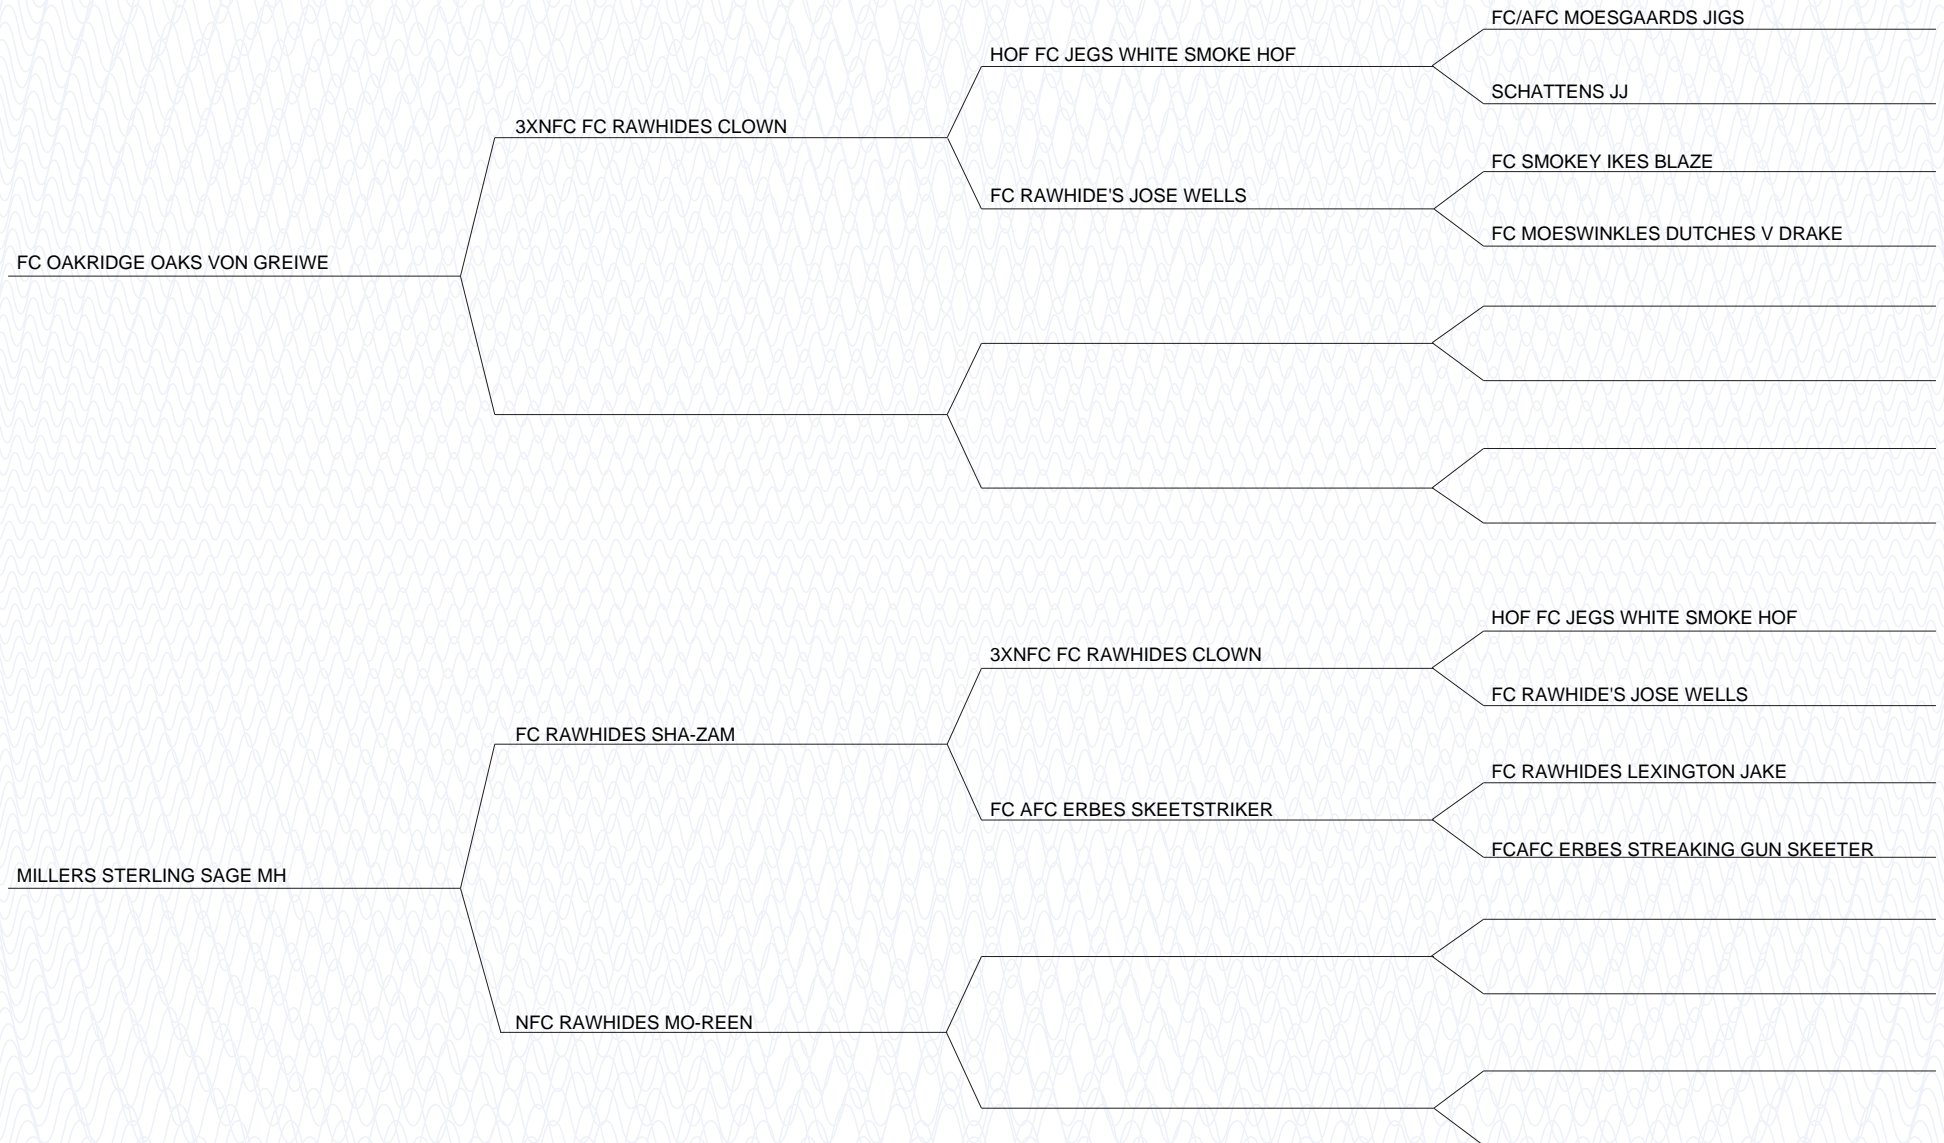 FC/AFC MOESGAARDS JIGS
HOF FC JEGS WHITE SMOKE HOF
SCHATTENS JJ
3XNFC FC RAWHIDES CLOWN
FC SMOKEY IKES BLAZE
FC RAWHIDE'S JOSE WELLS
FC MOESWINKLES DUTCHES V DRAKE
FC OAKRIDGE OAKS VON GREIWE
HOF FC JEGS WHITE SMOKE HOF
3XNFC FC RAWHIDES CLOWN
FC RAWHIDE'S JOSE WELLS
FC RAWHIDES SHA-ZAM
FC RAWHIDES LEXINGTON JAKE
FC AFC ERBES SKEETSTRIKER
FCAFC ERBES STREAKING GUN SKEETER
MILLERS STERLING SAGE MH
NFC RAWHIDES MO-REEN